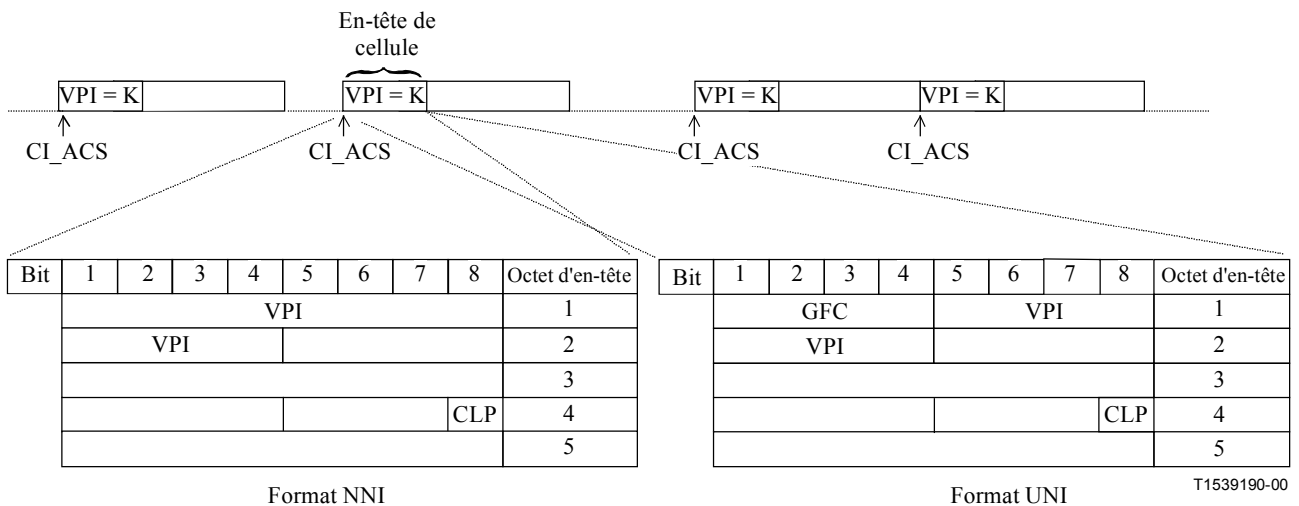 En-tête de
cellule
VPI = K VPI = K VPI = K VPI = K
CI_ACS CI_ACS CI_ACS CI_ACS
Bit 1 2 3 4 5 6 7 8 Octet d'en-tête
VPI 1
VPI 2
3
CLP 4
5
Format NNI
Bit 1 2 3 4 5 6 7 8 Octet d'en-tête
GFC VPI 1
VPI 2
3
CLP 4
5
Format UNI
T1539190-00